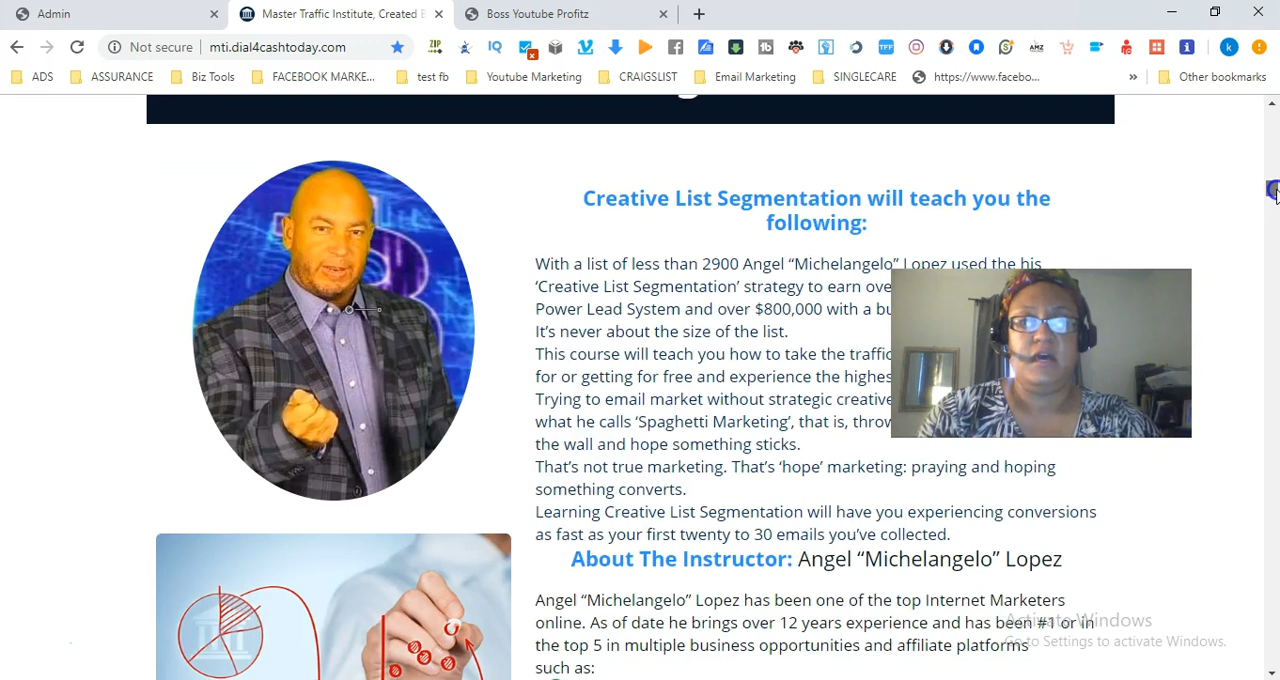 Admin
Master Traffic Institute, Created B
Boss Youtube Profitz
Not secure mti.dial4cashtoday.com
ADS ASSURANCE Biz Tools FACEBOOK MARKE... test fb Youtube Marketing CRAIGSLIST Email Marketing SINGLECARE https://www.facebo... Other bookmarks
Creative List Segmentation will teach you the
following:
With a list of less than 2900 Angel “Michelangelo” Lopez used the his
‘Creative List Segmentation’ strategy to earn ove
Power Lead System and over $800,000 with a bu
It’s never about the size of the list.
This course will teach you how to take the traffic
for or getting for free and experience the highes
Trying to email market without strategic creative
what he calls ‘Spaghetti Marketing’, that is, throw
the wall and hope something sticks.
That’s not true marketing. That’s ‘hope’ marketing: praying and hoping
something converts.
Learning Creative List Segmentation will have you experiencing conversions
as fast as your first twenty to 30 emails you’ve collected.
About The Instructor: Angel “Michelangelo” Lopez
Angel “Michelangelo” Lopez has been one of the top Internet Marketers
online. As of date he brings over 12 years experience and has been #1 or in
the top 5 in multiple business opportunities and affiliate platforms
such as:
Activate Windows
Go to Settings to activate Windows.